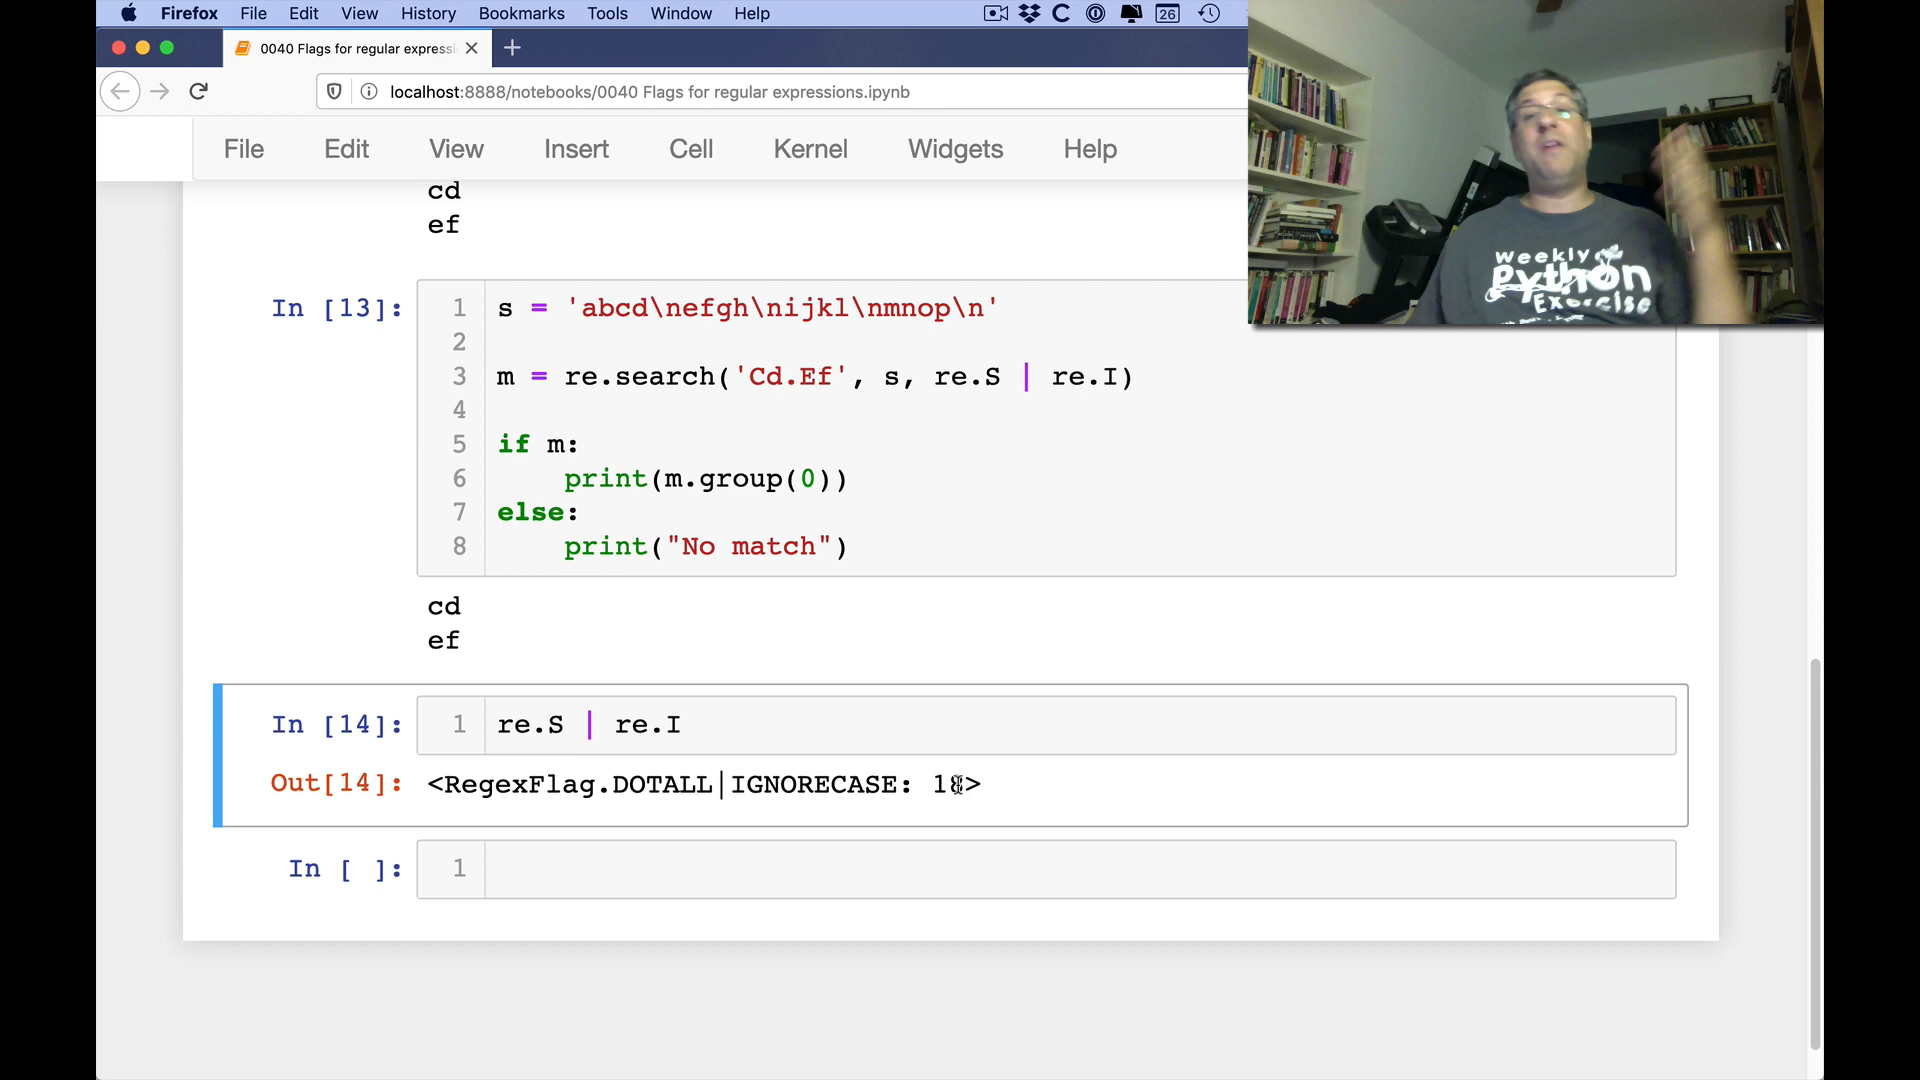 Firefox File Edit View History Bookmarks Tools Window Help 26
0040 Flags for regular expressi
localhost:8888/notebooks/0040 Flags for regular expressions.ipynb
File Edit View Insert Cell Kernel Widgets Help
Weekly
Python
Exercise
cd
ef
In [13]:
1 s = 'abcd\nefgh\nijkl\nmnop\n'
2
3 m = re.search('Cd.Ef', s, re.S | re.I)
4
5 if m:
6 print(m.group(0))
7 else:
8 print("No match")
cd
ef
In [14]: 1 re.S | re.I
Out[14]: <RegexFlag.DOTALL|IGNORECASE: 18>
In [ ]: 1